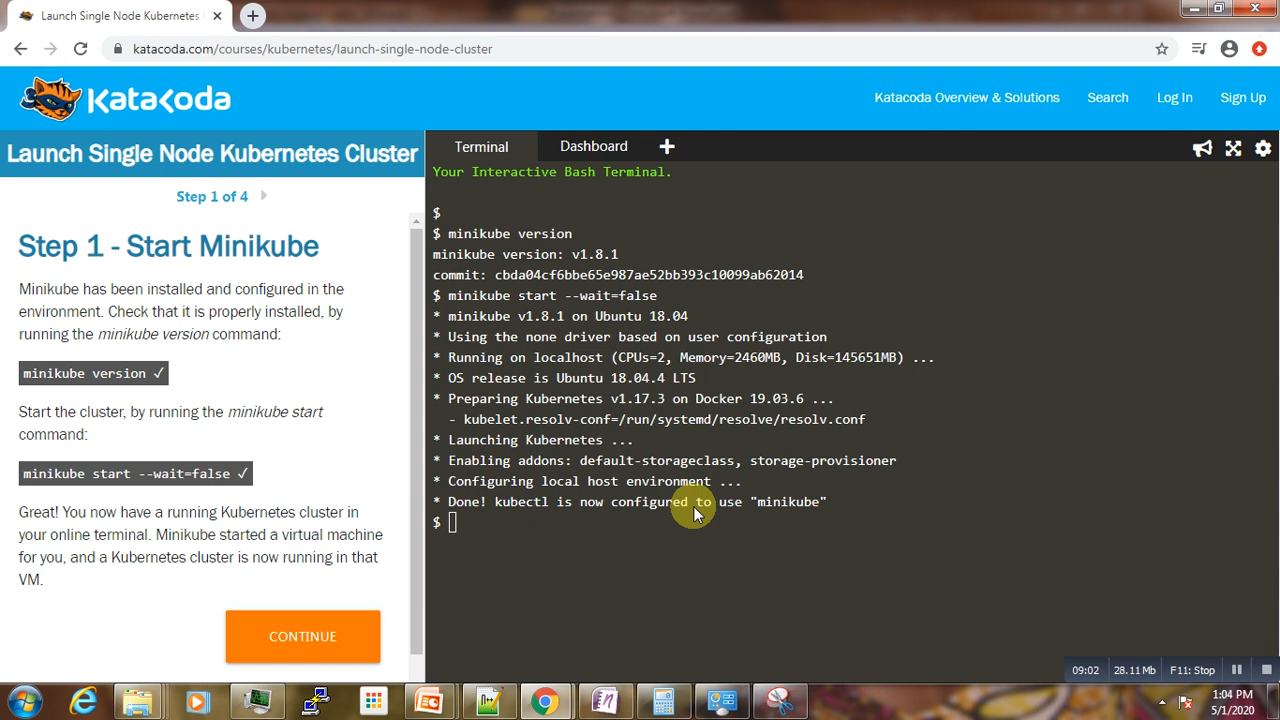 Launch Single Node Kubernetes
katacoda.com/courses/kubernetes/launch-single-node-cluster
Katacoda
Katacoda Overview & Solutions
Search
Log In
Sign Up
Launch Single Node Kubernetes Cluster
Step 1 of 4
Step 1 - Start Minikube
Minikube has been installed and configured in the
environment. Check that it is properly installed, by
running the minikube version command:
minikube version ✓
Start the cluster, by running the minikube start
command:
minikube start --wait=false ✓
Great! You now have a running Kubernetes cluster in
your online terminal. Minikube started a virtual machine
for you, and a Kubernetes cluster is now running in that
VM.
CONTINUE
Terminal
Dashboard
Your Interactive Bash Terminal.
$
$ minikube version
minikube version: v1.8.1
commit: cbda04cf6bbe65e987ae52bb393c10099ab62014
$ minikube start --wait=false
* minikube v1.8.1 on Ubuntu 18.04
* Using the none driver based on user configuration
* Running on localhost (CPUs=2, Memory=2460MB, Disk=145651MB) ...
* OS release is Ubuntu 18.04.4 LTS
* Preparing Kubernetes v1.17.3 on Docker 19.03.6 ...
- kubelet.resolv-conf=/run/systemd/resolve/resolv.conf
* Launching Kubernetes ...
* Enabling addons: default-storageclass, storage-provisioner
* Configuring local host environment ...
* Done! kubectl is now configured to use "minikube"
$
09:02
28.11Mb
F11: Stop
1:04 PM
5/1/2020